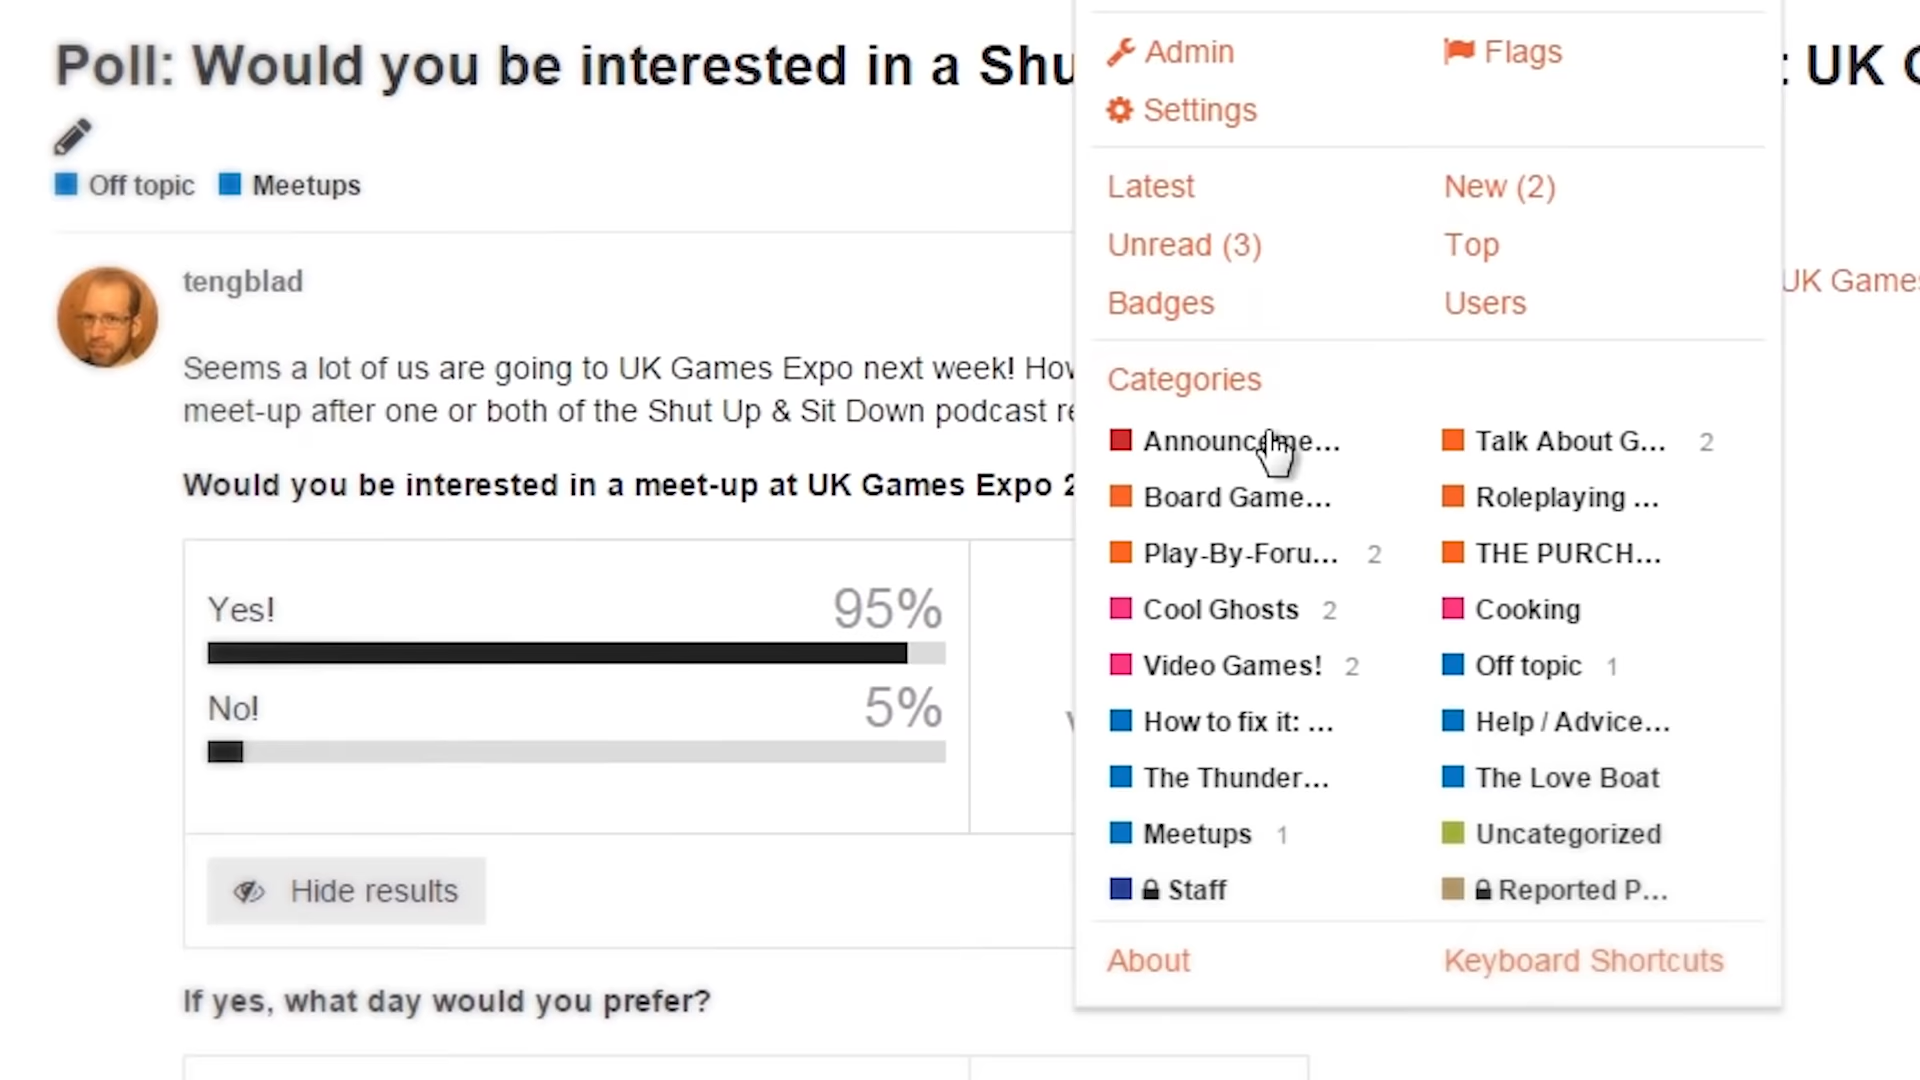 Poll: Would you be interested in a Shu
: UK G
Off topic Meetups
tengblad
UK Games
Seems a lot of us are going to UK Games Expo next week! How
meet-up after one or both of the Shut Up & Sit Down podcast re
Would you be interested in a meet-up at UK Games Expo 2
Yes! 95%
No! 5%
Hide results
If yes, what day would you prefer?
Admin Flags
Settings
Latest New (2)
Unread (3) Top
Badges Users
Categories
Announceme... Talk About G... 2
Board Game... Roleplaying ...
Play-By-Foru... 2 THE PURCH...
Cool Ghosts 2 Cooking
Video Games! 2 Off topic 1
How to fix it: ... Help / Advice...
The Thunder... The Love Boat
Meetups 1 Uncategorized
Staff Reported P...
About Keyboard Shortcuts